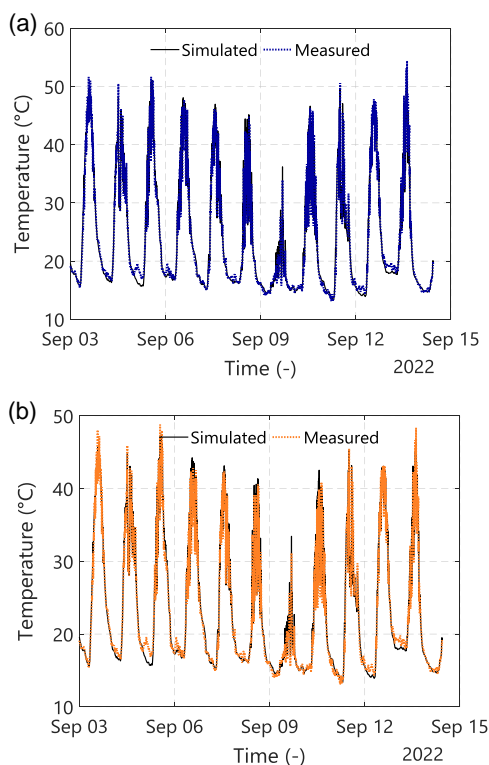 (a)
60
50
40
30
20
10
Temperature (°C)
Simulated Measured
Sep 03 Sep 06 Sep 09 Sep 12 Sep 15
Time (-)
2022
(b)
50
40
30
20
10
Temperature (°C)
Simulated Measured
Sep 03 Sep 06 Sep 09 Sep 12 Sep 15
Time (-)
2022